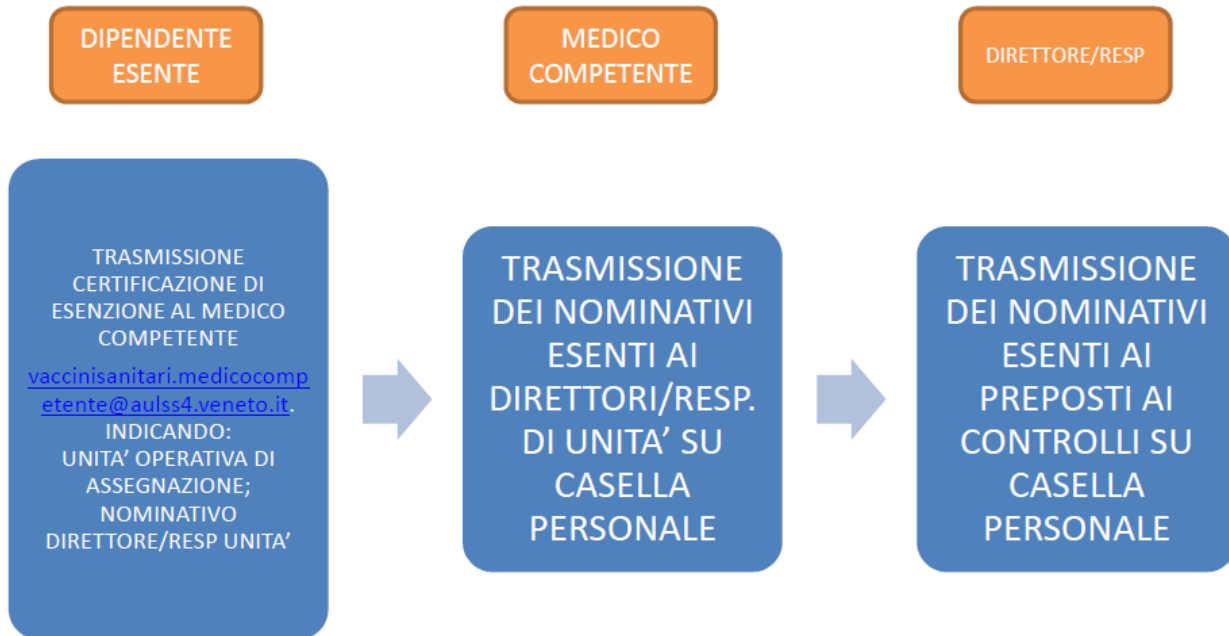 DIPENDENTE
ESENTE
MEDICO
COMPETENTE
DIRETTORE/RESP
TRASMISSIONE
CERTIFICAZIONE DI
ESENZIONE AL MEDICO
COMPETENTE
vaccinisanitari.medicocomp
etente@aulss4.veneto.it.
INDICANDO:
UNITA’ OPERATIVA DI
ASSEGNAZIONE;
NOMINATIVO
DIRETTORE/RESP UNITA’
TRASMISSIONE
DEI NOMINATIVI
ESENTI AI
DIRETTORI/RESP.
DI UNITA’ SU
CASELLA
PERSONALE
TRASMISSIONE
DEI NOMINATIVI
ESENTI AI
PREPOSTI AI
CONTROLLI SU
CASELLA
PERSONALE